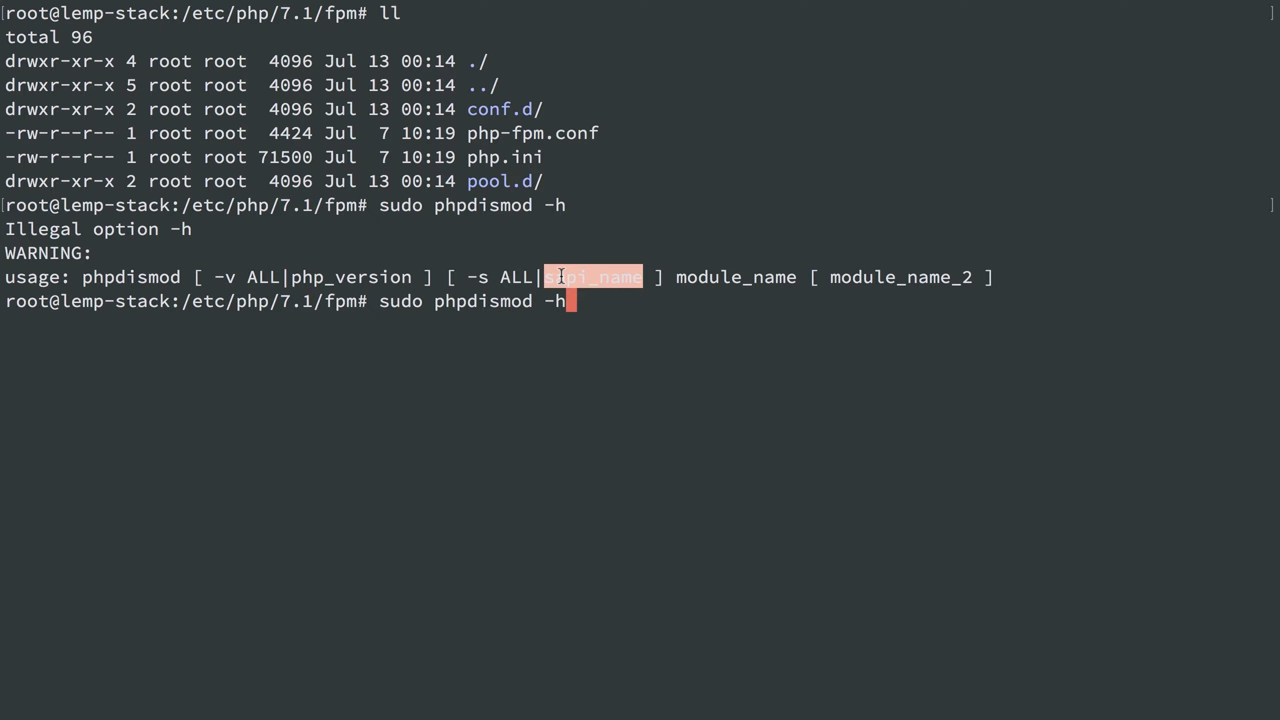 [root@lemp-stack:/etc/php/7.1/fpm# ll ]
total 96
drwxr-xr-x 4 root root  4096 Jul 13 00:14 ./
drwxr-xr-x 5 root root  4096 Jul 13 00:14 ../
drwxr-xr-x 2 root root  4096 Jul 13 00:14 conf.d/
-rw-r--r-- 1 root root  4424 Jul  7 10:19 php-fpm.conf
-rw-r--r-- 1 root root 71500 Jul  7 10:19 php.ini
drwxr-xr-x 2 root root  4096 Jul 13 00:14 pool.d/
[root@lemp-stack:/etc/php/7.1/fpm# sudo phpdismod -h ]
Illegal option -h
WARNING:
usage: phpdismod [ -v ALL|php_version ] [ -s ALL|sapi_name ] module_name [ module_name_2 ]
root@lemp-stack:/etc/php/7.1/fpm# sudo phpdismod -h